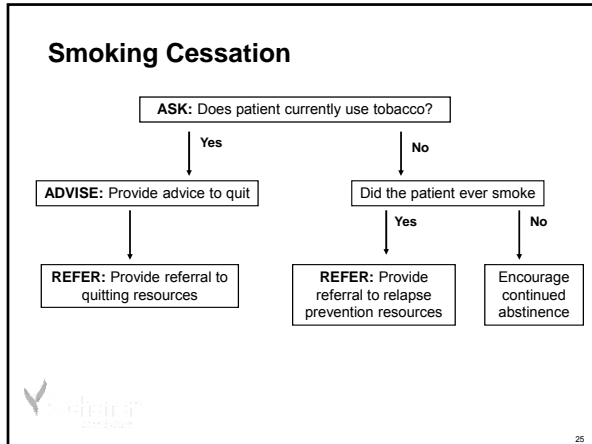 Smoking Cessation
ASK: Does patient currently use tobacco?
Yes
No
ADVISE: Provide advice to quit
Did the patient ever smoke
Yes
No
REFER: Provide referral to
quitting resources
REFER: Provide
referral to relapse
prevention resources
Encourage
continued
abstinence
25